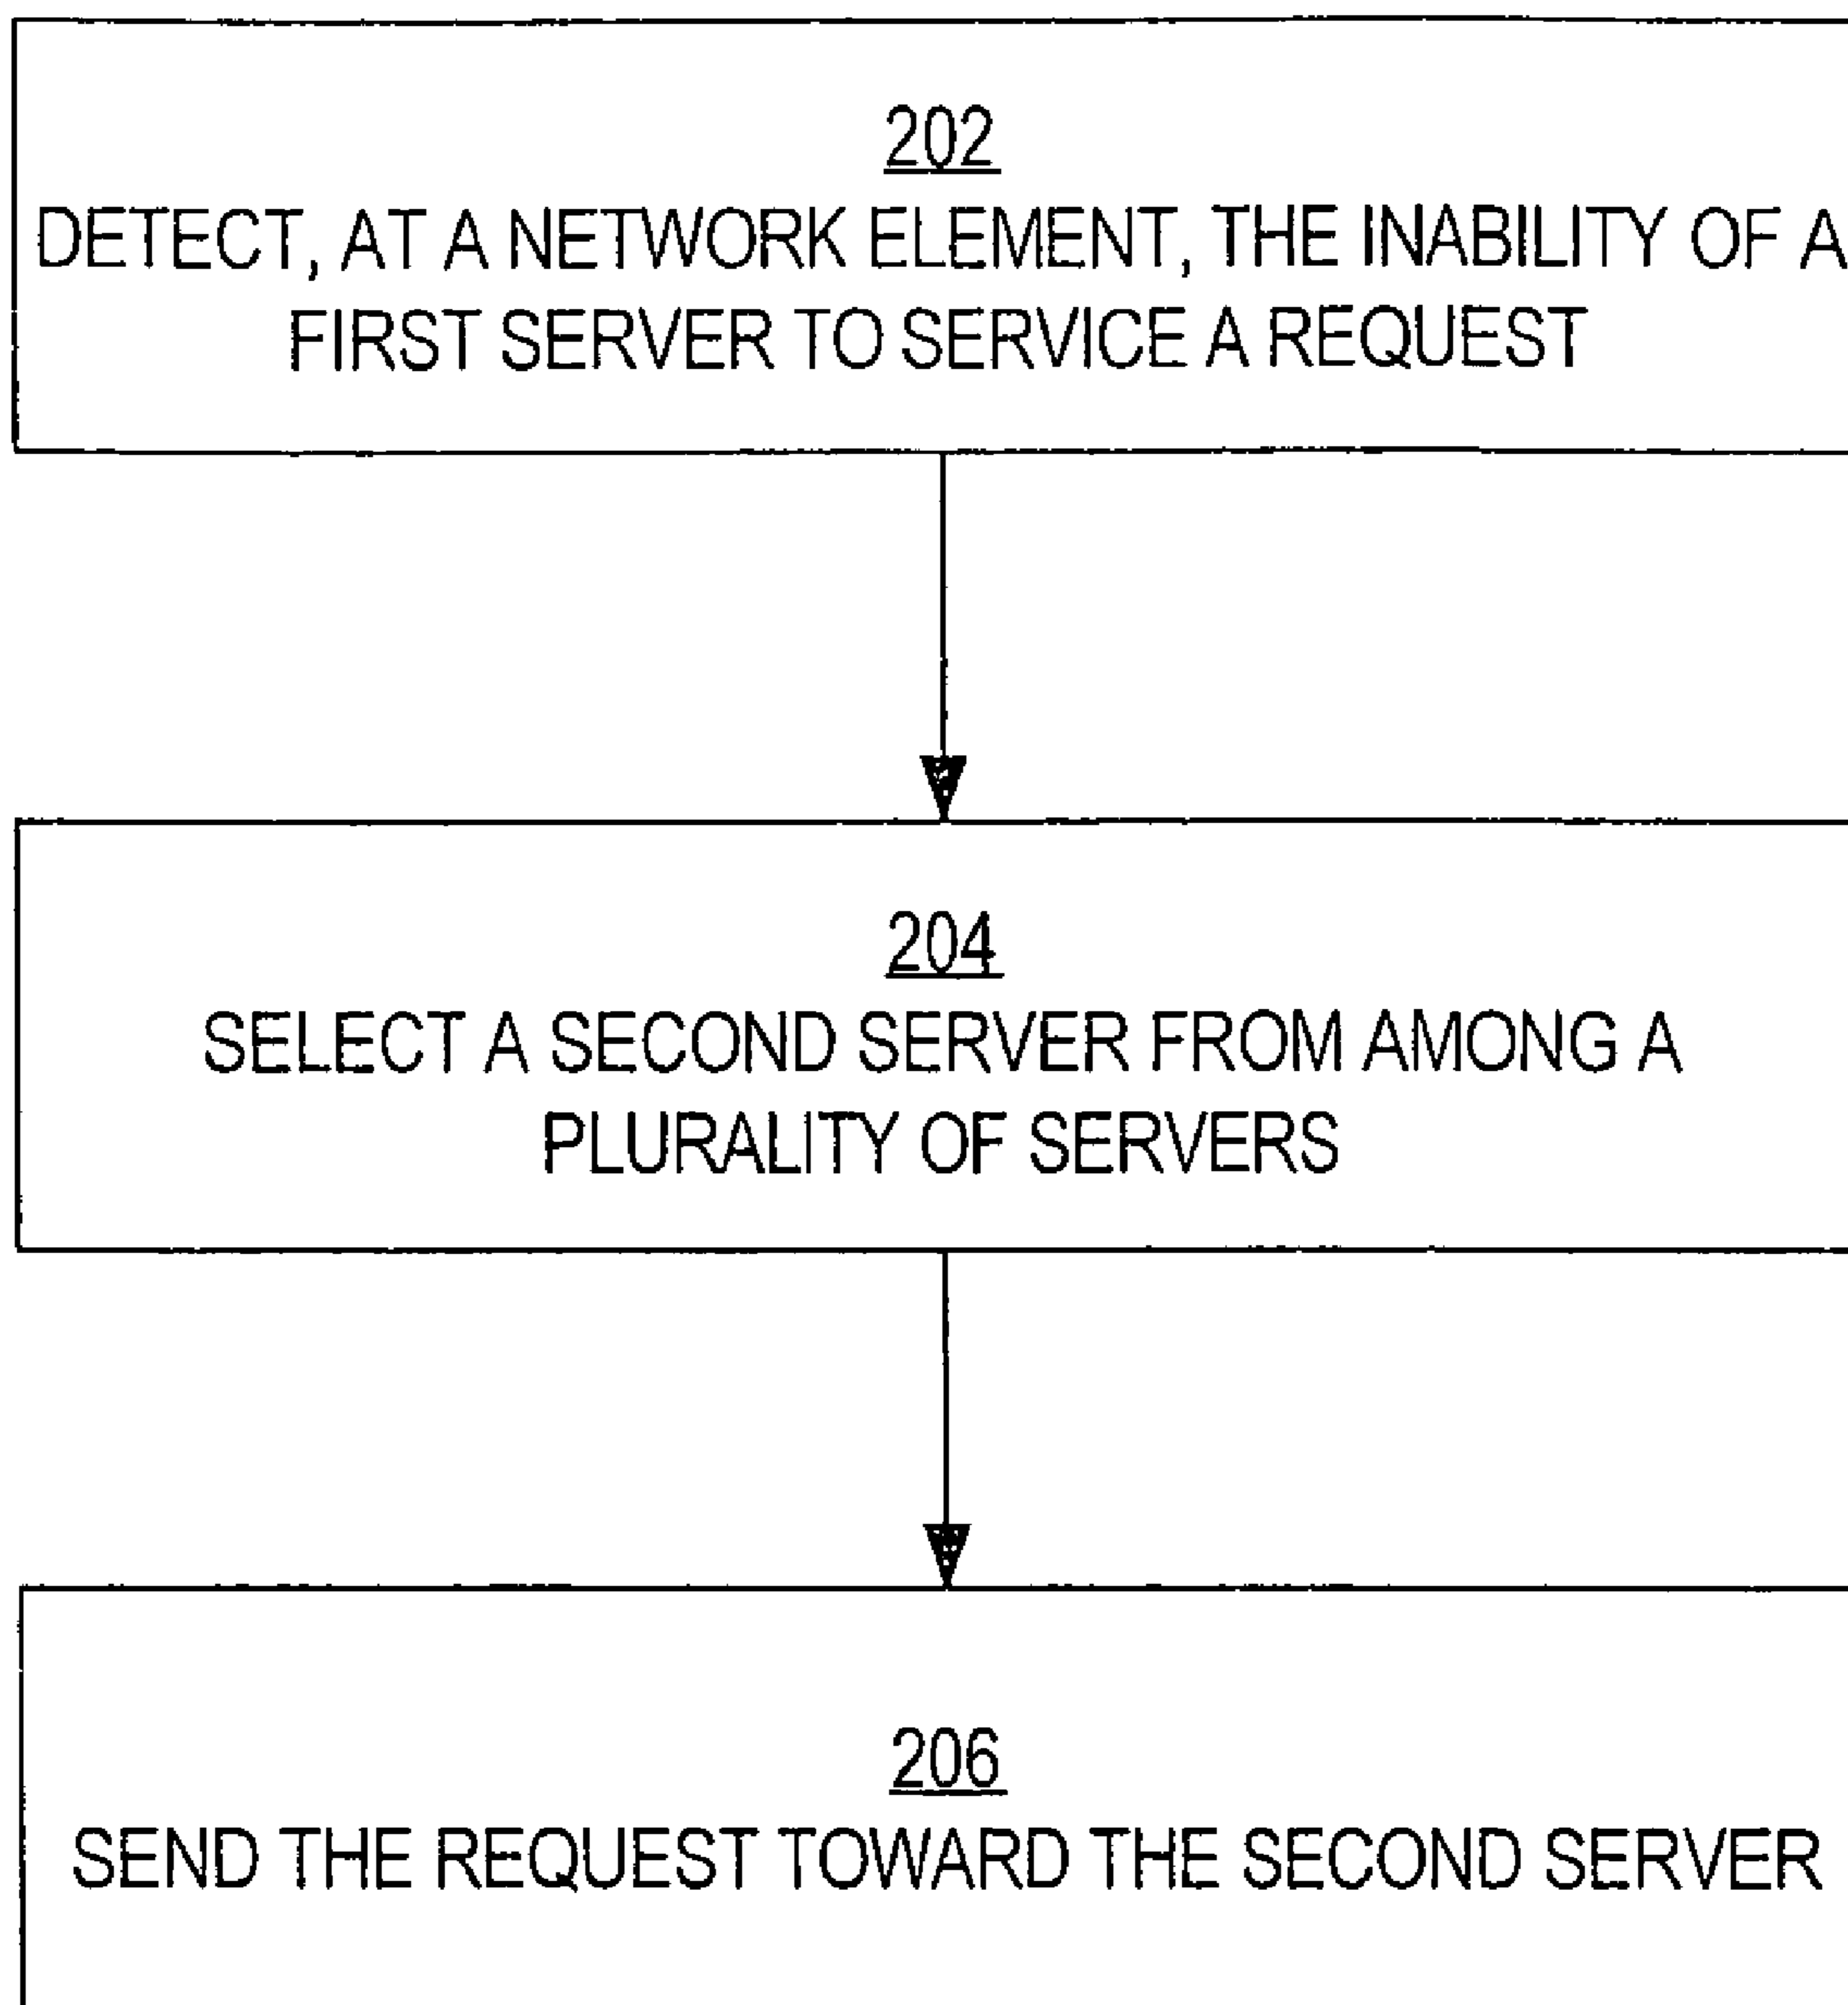 202
DETECT, AT A NETWORK ELEMENT, THE INABILITY OF A
FIRST SERVER TO SERVICE A REQUEST
204
SELECT A SECOND SERVER FROM AMONG A
PLURALITY OF SERVERS
206
SEND THE REQUEST TOWARD THE SECOND SERVER